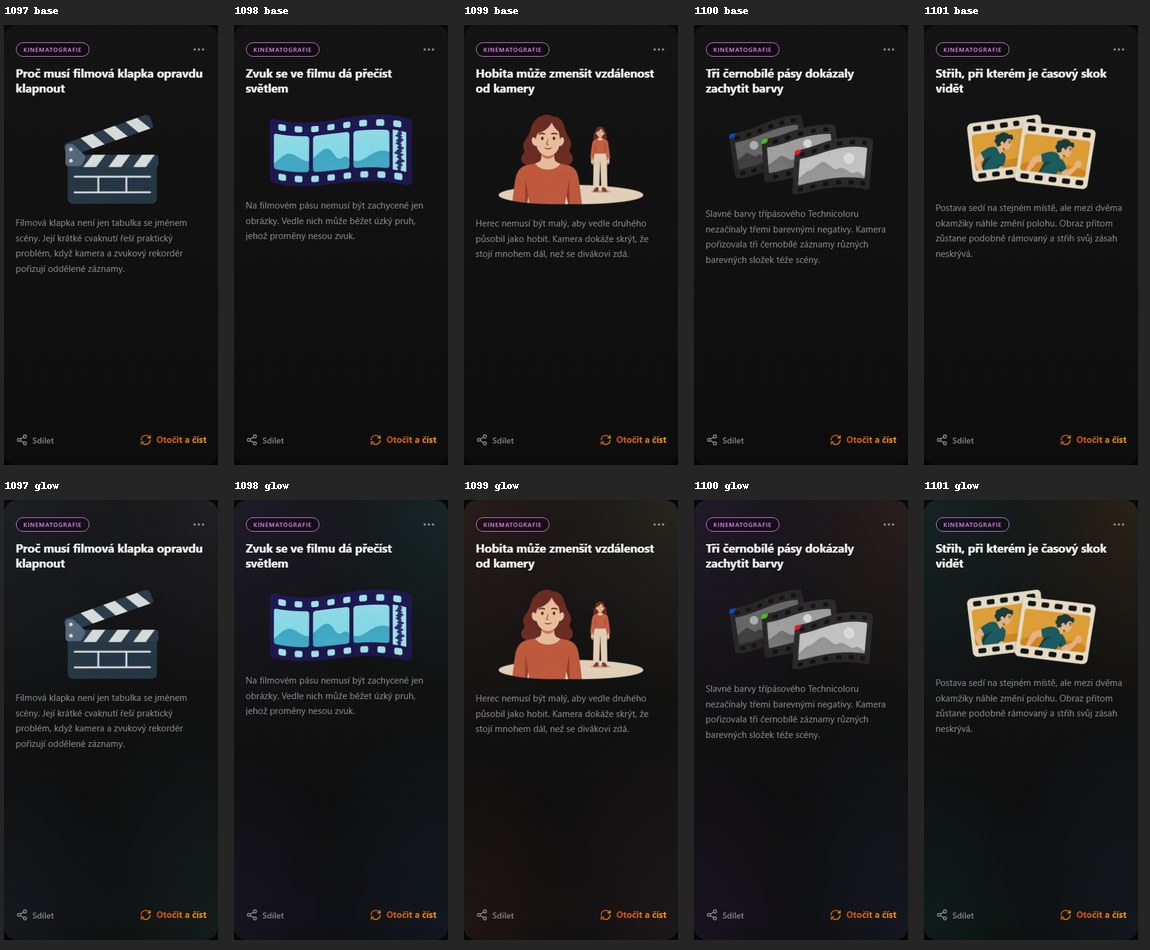 1097 base
KINEMATOGRAFIE
Proč musí filmová klapka opravdu
klapnout
Filmová klapka není jen tabulka se jménem
scény. Její krátké cvaknutí řeší praktický
problém, když kamera a zvukový rekordér
pořizují oddělené záznamy.
Sdílet
Otočit a číst
1098 base
KINEMATOGRAFIE
Zvuk se ve filmu dá přečíst
světlem
Na filmovém pásu nemusí být zachycené jen
obrázky. Vedle nich může běžet úzký pruh,
jehož proměny nesou zvuk.
Sdílet
Otočit a číst
1099 base
KINEMATOGRAFIE
Hobita může zmenšit vzdálenost
od kamery
Herec nemusí být malý, aby vedle druhého
působil jako hobit. Kamera dokáže skrýt, že
stojí mnohem dál, než se divákovi zdá.
Sdílet
Otočit a číst
1100 base
KINEMATOGRAFIE
Tři černobílé pásy dokázaly
zachytit barvy
Slavné barvy třípásového Technicoloru
nezačínaly třemi barevnými negativy. Kamera
pořizovala tři černobílé záznamy různých
barevných složek téže scény.
Sdílet
Otočit a číst
1101 base
KINEMATOGRAFIE
Střih, při kterém je časový skok
vidět
Postava sedí na stejném místě, ale mezi dvěma
okamžiky náhle změní polohu. Obraz přitom
zůstane podobně rámovaný a střih svůj zásah
neskrývá.
Sdílet
Otočit a číst
1097 glow
KINEMATOGRAFIE
Proč musí filmová klapka opravdu
klapnout
Filmová klapka není jen tabulka se jménem
scény. Její krátké cvaknutí řeší praktický
problém, když kamera a zvukový rekordér
pořizují oddělené záznamy.
Sdílet
Otočit a číst
1098 glow
KINEMATOGRAFIE
Zvuk se ve filmu dá přečíst
světlem
Na filmovém pásu nemusí být zachycené jen
obrázky. Vedle nich může běžet úzký pruh,
jehož proměny nesou zvuk.
Sdílet
Otočit a číst
1099 glow
KINEMATOGRAFIE
Hobita může zmenšit vzdálenost
od kamery
Herec nemusí být malý, aby vedle druhého
působil jako hobit. Kamera dokáže skrýt, že
stojí mnohem dál, než se divákovi zdá.
Sdílet
Otočit a číst
1100 glow
KINEMATOGRAFIE
Tři černobílé pásy dokázaly
zachytit barvy
Slavné barvy třípásového Technicoloru
nezačínaly třemi barevnými negativy. Kamera
pořizovala tři černobílé záznamy různých
barevných složek téže scény.
Sdílet
Otočit a číst
1101 glow
KINEMATOGRAFIE
Střih, při kterém je časový skok
vidět
Postava sedí na stejném místě, ale mezi dvěma
okamžiky náhle změní polohu. Obraz přitom
zůstane podobně rámovaný a střih svůj zásah
neskrývá.
Sdílet
Otočit a číst